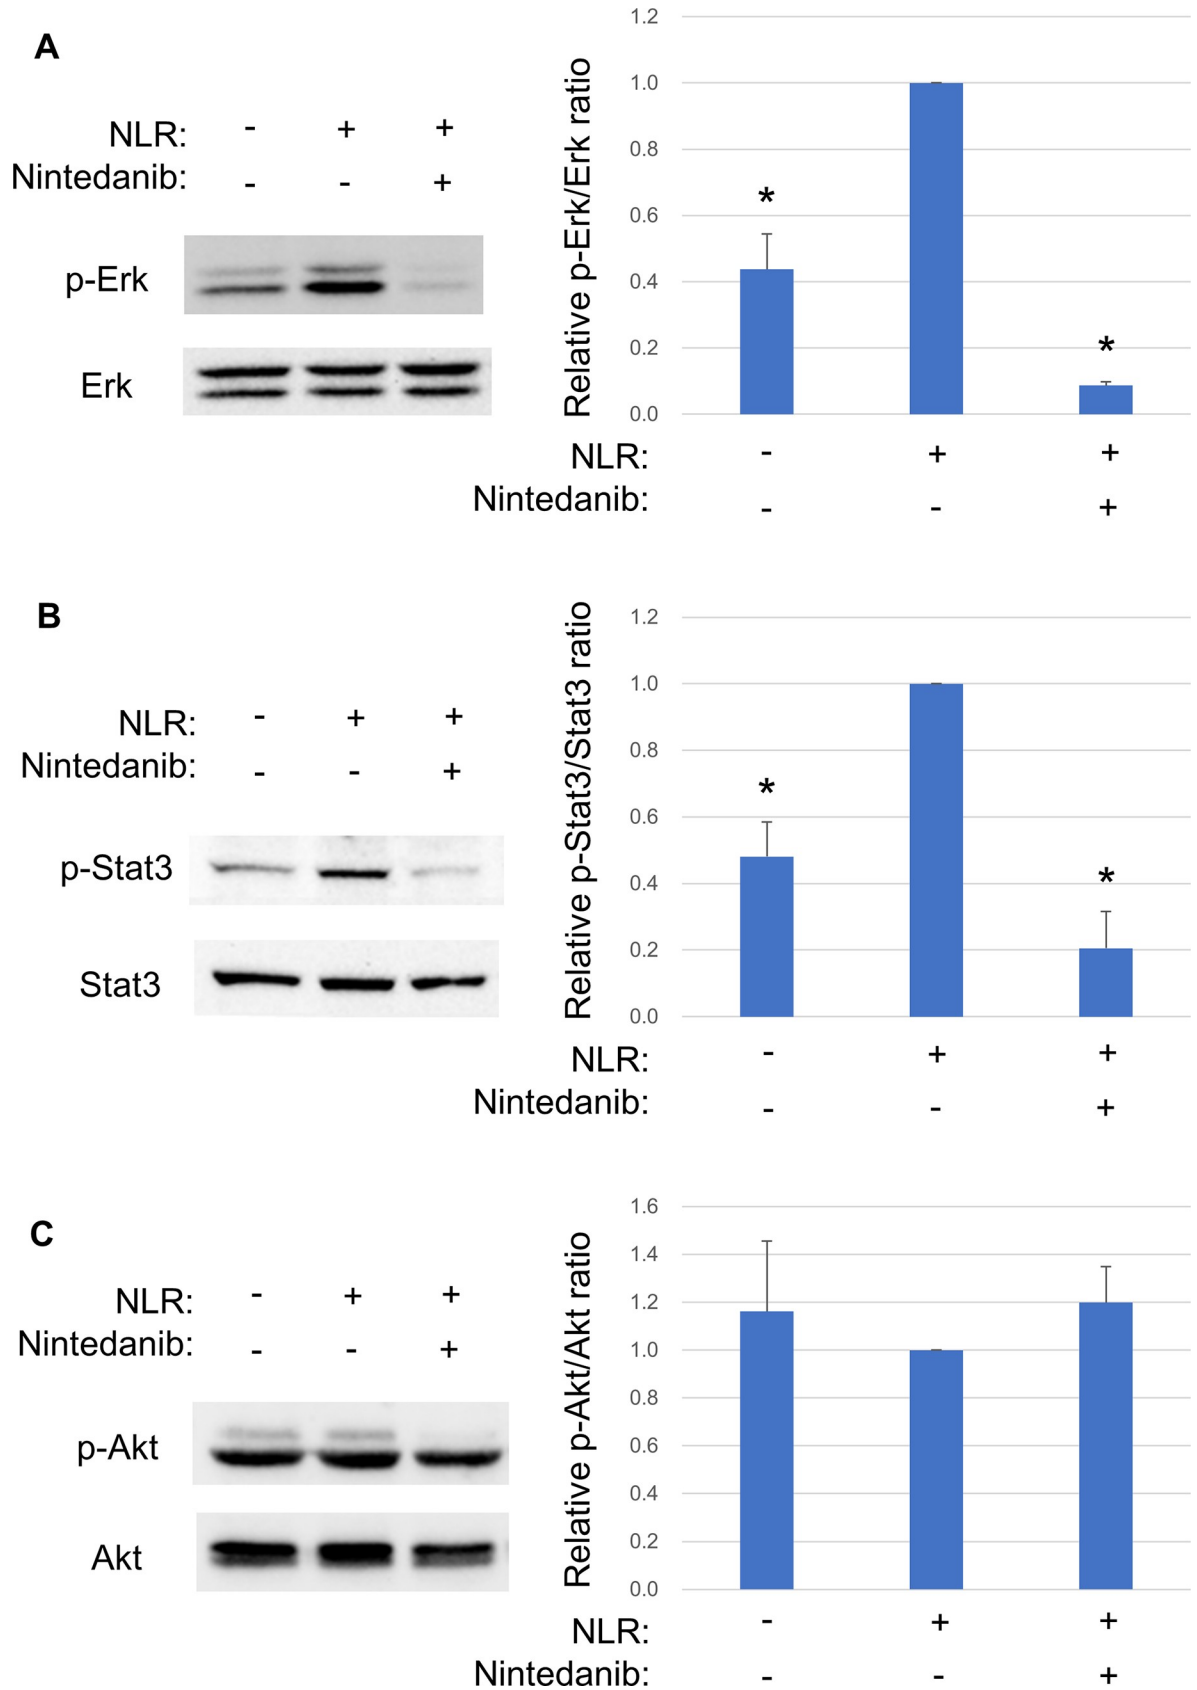 A
NLR: - + +
Nintedanib: - - +
p-Erk
Erk
Relative p-Erk/Erk ratio
1.2
1.0
0.8
0.6
0.4
0.2
0.0
*
*
NLR: - + +
Nintedanib: - - +
B
NLR: - + +
Nintedanib: - - +
p-Stat3
Stat3
Relative p-Stat3/Stat3 ratio
1.2
1.0
0.8
0.6
0.4
0.2
0.0
*
*
NLR: - + +
Nintedanib: - - +
C
NLR: - + +
Nintedanib: - - +
p-Akt
Akt
Relative p-Akt/Akt ratio
1.6
1.4
1.2
1.0
0.8
0.6
0.4
0.2
0.0
NLR: - + +
Nintedanib: - - +